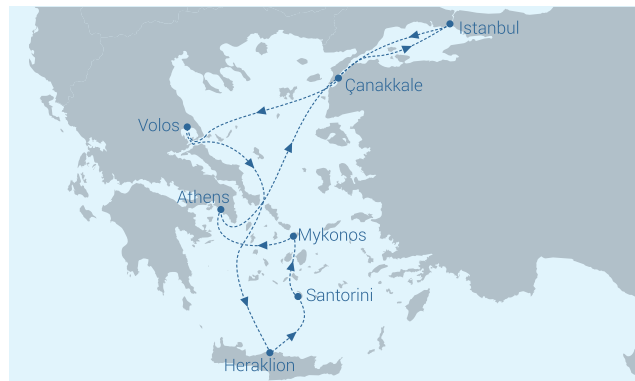 Istanbul
Çanakkale
Volos
Athens
Mykonos
Santorini
Heraklion